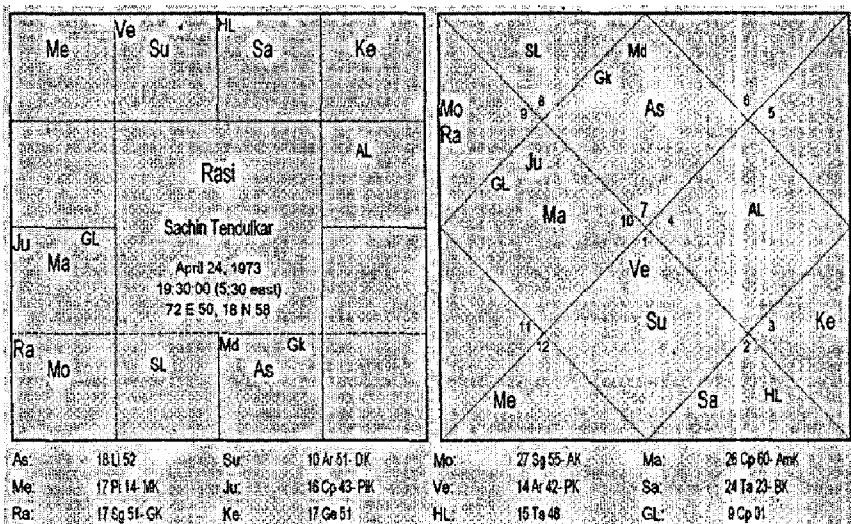 Me Ve Su HL Sa Ke
AL
Rasi
Sachin Tendulkar
April 24, 1973
19:30:00 (5:30 east)
72 E 50, 18 N 58
Ju GL
Ma
Ra Mo SL Md Gk As
SL Md
Gk
Mo Ra
As
9 8 6 5
Ju
GL
Ma
10 7 4 1
AL
Ve
Su
11 12 3 2
Ke
Me Sa HL
As: 18 Li 52 Su: 10 Ar 51- DK Mo: 27 Sg 55- AK Ma: 26 Cp 60- AmK
Me: 17 Pi 14- MK Ju: 16 Cp 43- PiK Ve: 14 Ar 42- PK Sa: 24 Ta 23- BK
Ra: 17 Sg 51- GK Ke: 17 Ge 51 HL: 15 Ta 48 GL: 9 Cp 01